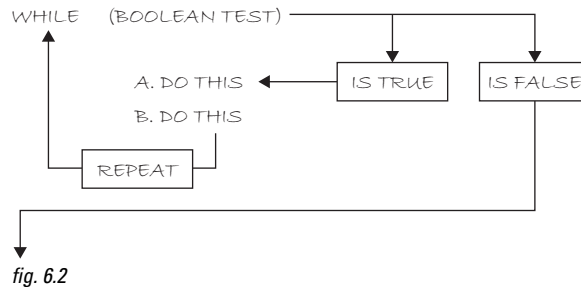 WHILE (BOOLEAN TEST)
A. DO THIS IS TRUE IS FALSE
B. DO THIS
REPEAT
fig. 6.2